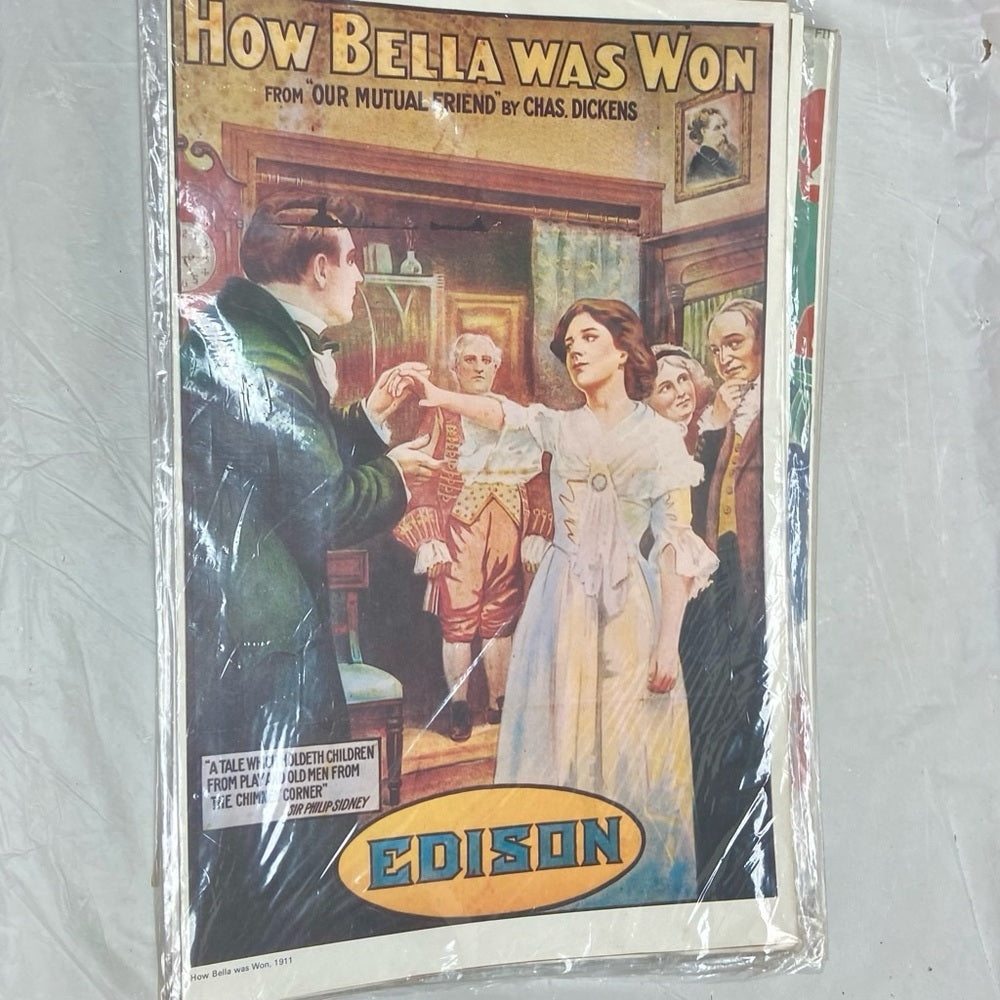 HOW BELLA WAS WON
FROM "OUR MUTUAL FRIEND" BY CHAS. DICKENS
"A TALE WHICH HOLDETH CHILDREN
FROM PLAY AND OLD MEN FROM
THE CHIMNEY CORNER"
SIR PHILIP SIDNEY
EDISON
How Bella was Won, 1911